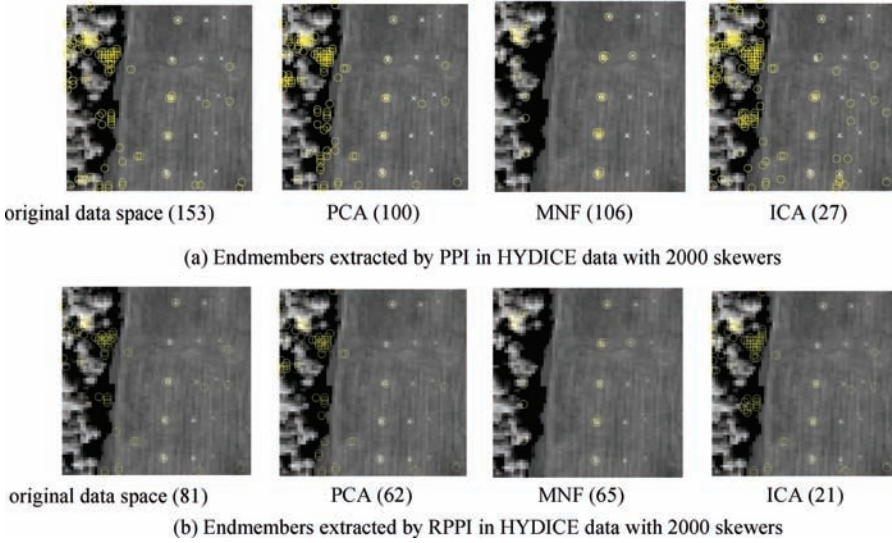 original data space (153) PCA (100) MNF (106) ICA (27)
(a) Endmembers extracted by PPI in HYDICE data with 2000 skewers
original data space (81) PCA (62) MNF (65) ICA (21)
(b) Endmembers extracted by RPPI in HYDICE data with 2000 skewers